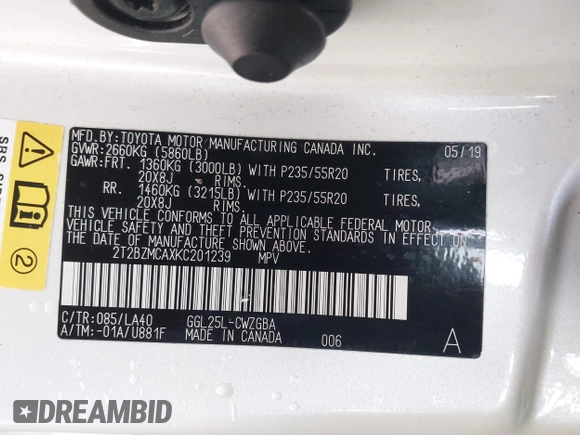 MFD.BY:TOYOTA MOTOR MANUFACTURING CANADA INC. 05/19
GVWR:2660KG (5860LB)
GAWR:FRT. 1360KG (3000LB) WITH P235/55R20 TIRES,
20X8J RIMS.
RR. 1460KG (3215LB) WITH P235/55R20 TIRES,
20X8J RIMS.
THIS VEHICLE CONFORMS TO ALL APPLICABLE FEDERAL MOTOR
VEHICLE SAFETY AND THEFT PREVENTION STANDARDS IN EFFECT ON
THE DATE OF MANUFACTURE SHOWN ABOVE.
2T2BZMCAXKC201239 MPV
C/TR:085/LA40 GGL25L-CWZGBA
A/TM:-01A/U881F MADE IN CANADA 006 A
2
DREAMBID